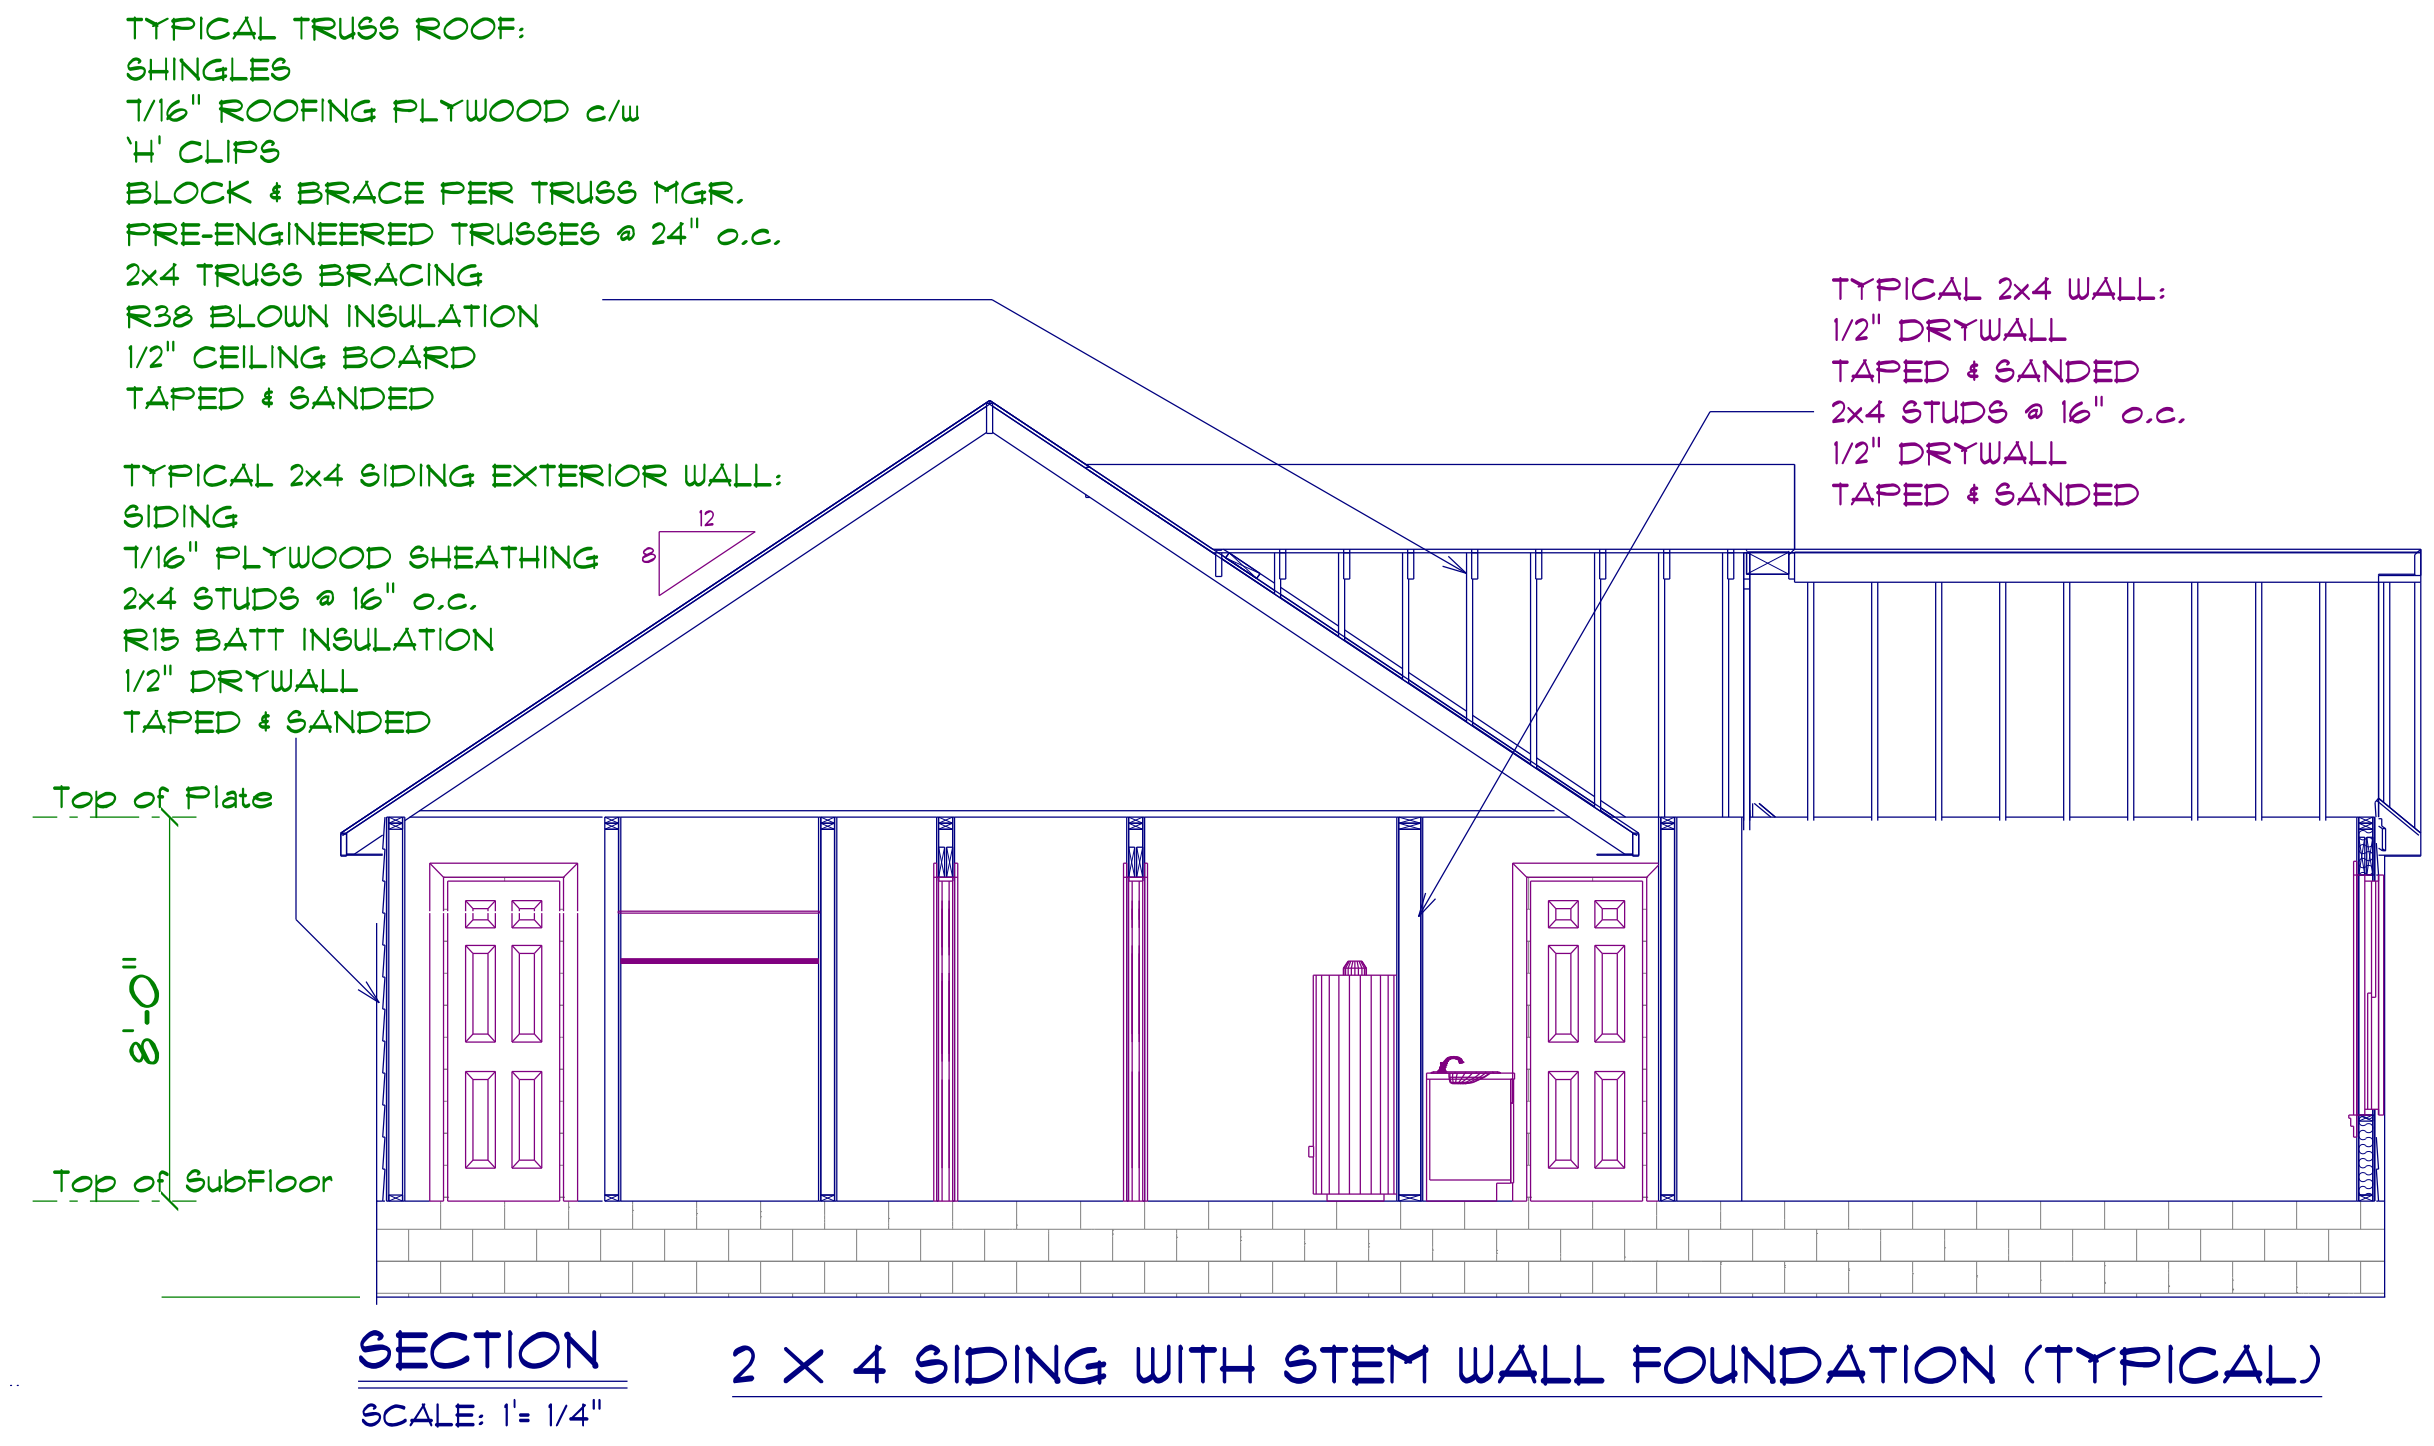 TYPICAL TRUSS ROOF:
SHINGLES
7/16" ROOFING PLYWOOD c/w
'H' CLIPS
BLOCK & BRACE PER TRUSS MGR.
PRE-ENGINEERED TRUSSES @ 24" o.c.
2x4 TRUSS BRACING
R38 BLOWN INSULATION
1/2" CEILING BOARD
TAPED & SANDED
TYPICAL 2x4 WALL:
1/2" DRYWALL
TAPED & SANDED
2x4 STUDS @ 16" o.c.
1/2" DRYWALL
TAPED & SANDED
TYPICAL 2x4 SIDING EXTERIOR WALL:
SIDING
7/16" PLYWOOD SHEATHING
2x4 STUDS @ 16" o.c.
R15 BATT INSULATION
1/2" DRYWALL
TAPED & SANDED
12
8
Top of Plate
8'-0"
Top of SubFloor
SECTION
SCALE: 1'= 1/4"
2 X 4 SIDING WITH STEM WALL FOUNDATION (TYPICAL)